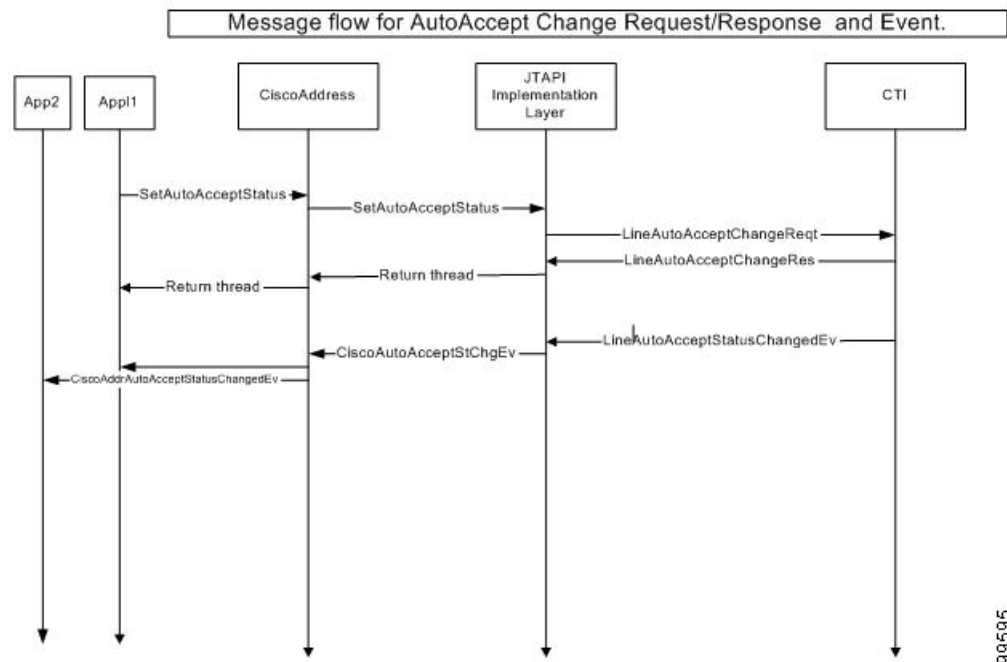 Message flow for AutoAccept Change Request/Response and Event.
App2
Appl1
CiscoAddress
JTAPI
Implementation
Layer
CTI
SetAutoAcceptStatus
SetAutoAcceptStatus
LineAutoAcceptChangeReqt
LineAutoAcceptChangeRes
Return thread
Return thread
LineAutoAcceptStatusChangedEv
CiscoAutoAcceptStChgEv
CiscoAddrAutoAcceptStatusChangedEv